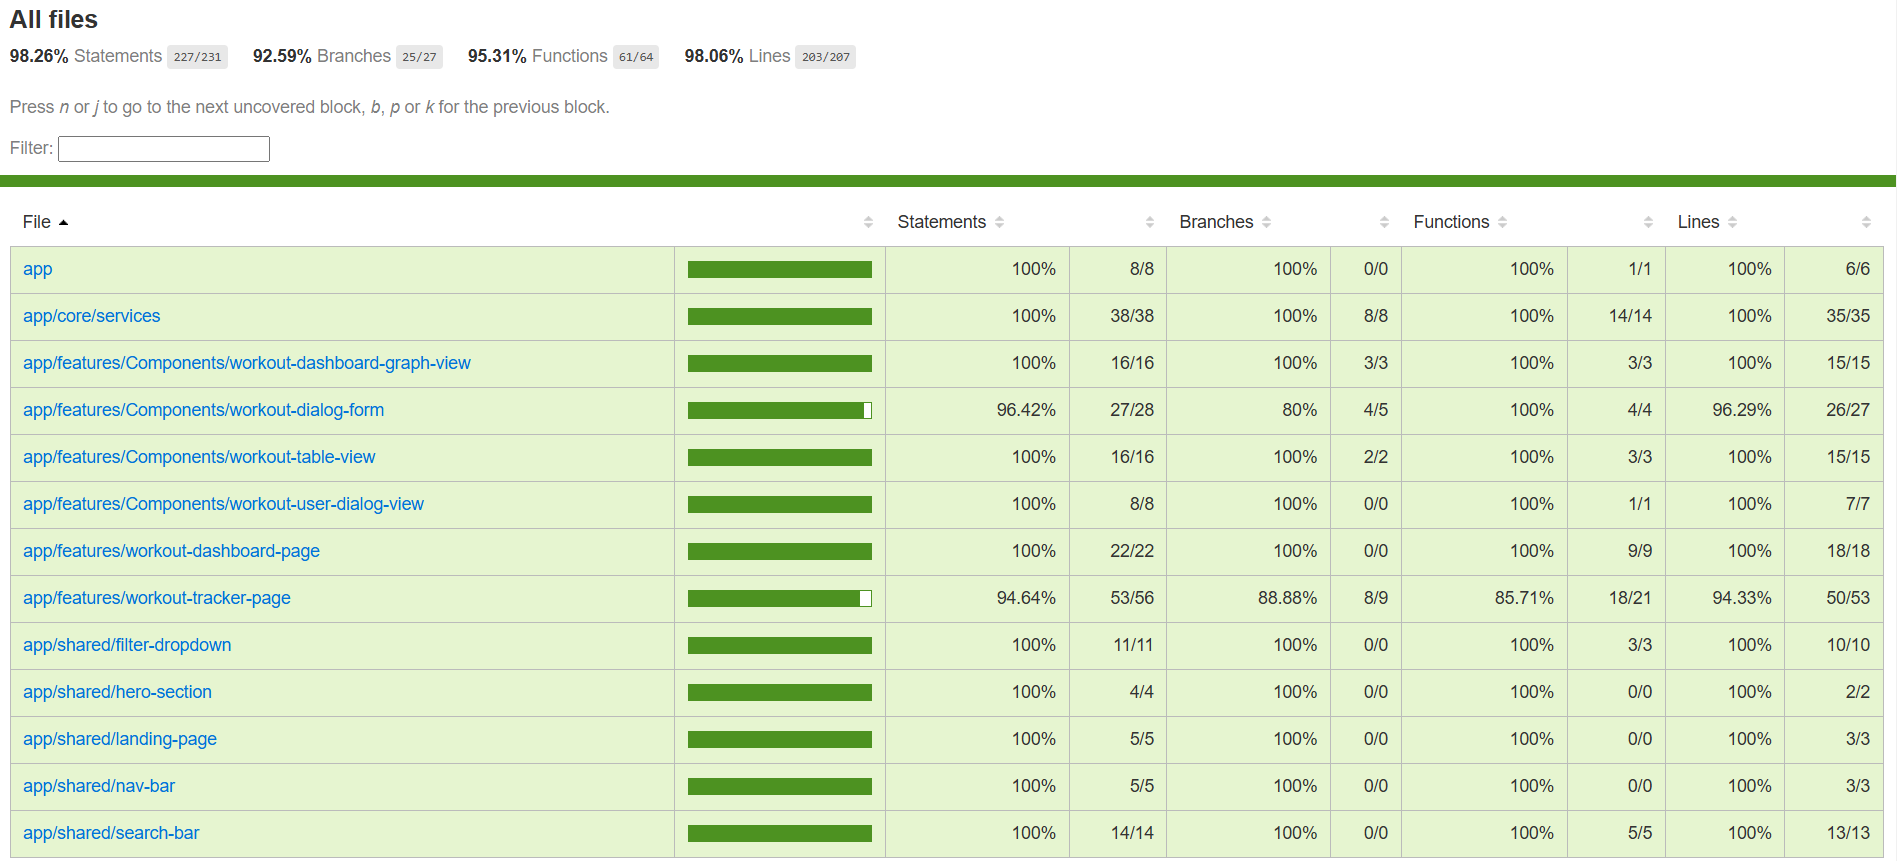 All files
98.26% Statements 227/231 92.59% Branches 25/27 95.31% Functions 61/64 98.06% Lines 203/207
Press n or j to go to the next uncovered block, b, p or k for the previous block.
Filter:
File Statements Branches Functions Lines
app 100% 8/8 100% 0/0 100% 1/1 100% 6/6
app/core/services 100% 38/38 100% 8/8 100% 14/14 100% 35/35
app/features/Components/workout-dashboard-graph-view 100% 16/16 100% 3/3 100% 3/3 100% 15/15
app/features/Components/workout-dialog-form 96.42% 27/28 80% 4/5 100% 4/4 96.29% 26/27
app/features/Components/workout-table-view 100% 16/16 100% 2/2 100% 3/3 100% 15/15
app/features/Components/workout-user-dialog-view 100% 8/8 100% 0/0 100% 1/1 100% 7/7
app/features/workout-dashboard-page 100% 22/22 100% 0/0 100% 9/9 100% 18/18
app/features/workout-tracker-page 94.64% 53/56 88.88% 8/9 85.71% 18/21 94.33% 50/53
app/shared/filter-dropdown 100% 11/11 100% 0/0 100% 3/3 100% 10/10
app/shared/hero-section 100% 4/4 100% 0/0 100% 0/0 100% 2/2
app/shared/landing-page 100% 5/5 100% 0/0 100% 0/0 100% 3/3
app/shared/nav-bar 100% 5/5 100% 0/0 100% 0/0 100% 3/3
app/shared/search-bar 100% 14/14 100% 0/0 100% 5/5 100% 13/13